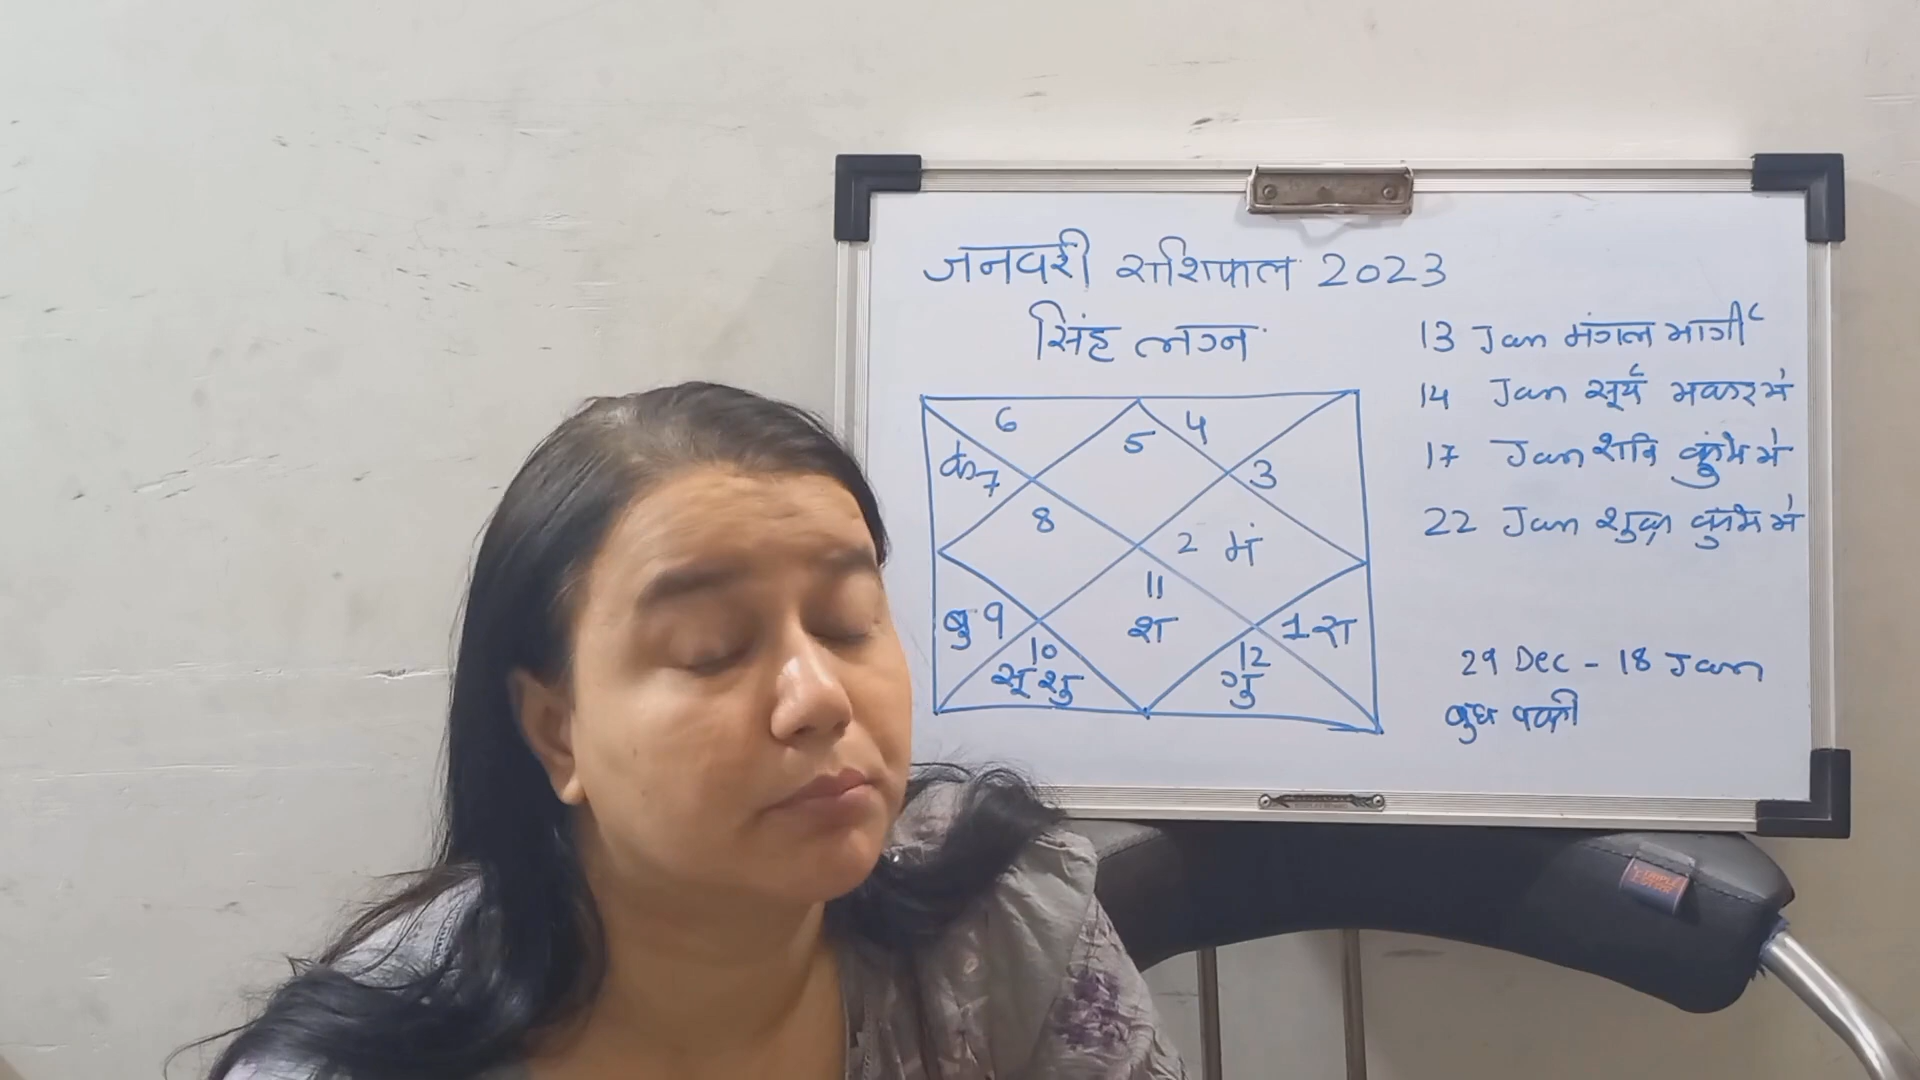 जनवरी राशिफल 2023
सिंह लग्न
13 Jan मंगल मार्गी
14 Jan सूर्य मकर में
17 Jan शनि कुंभ में
22 Jan शुक्र कुंभ में
29 Dec - 18 Jan
बुध वक्री
6
5
4
के 7
3
8
2 मं
11
श
बु 9
1 रा
10
सू शु
12
गु